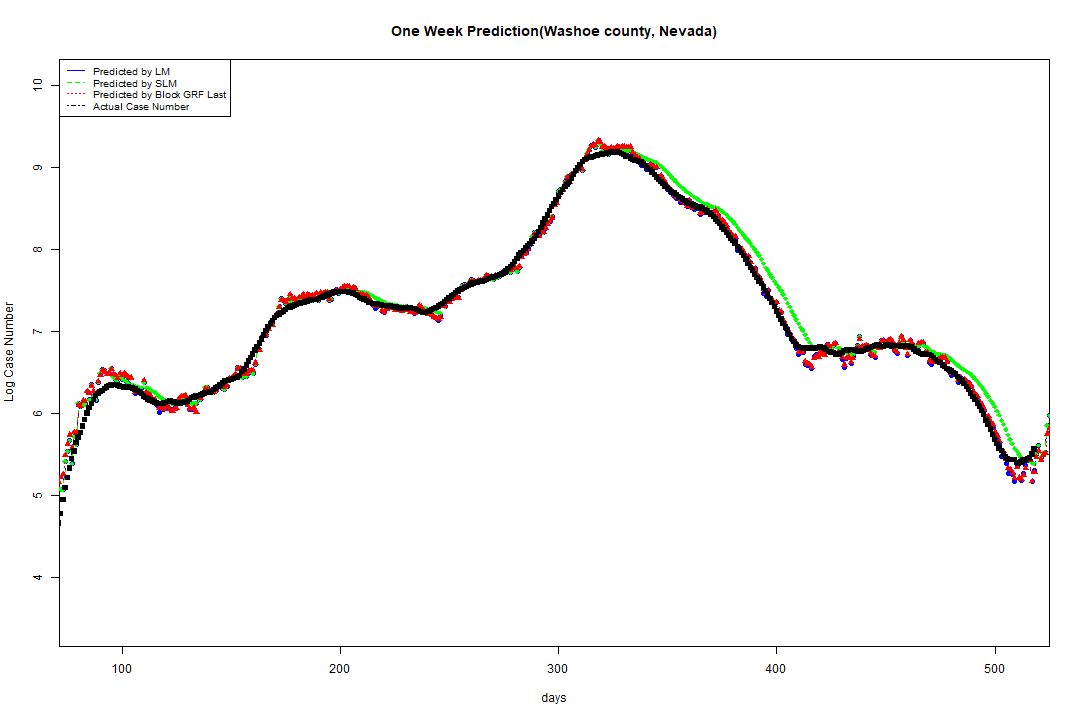 One Week Prediction(Washoe county, Nevada)
Predicted by LM
Predicted by SLM
Predicted by Block GRF Last
Actual Case Number
10
9
8
7
6
5
4
Log Case Number
100 200 300 400 500
days